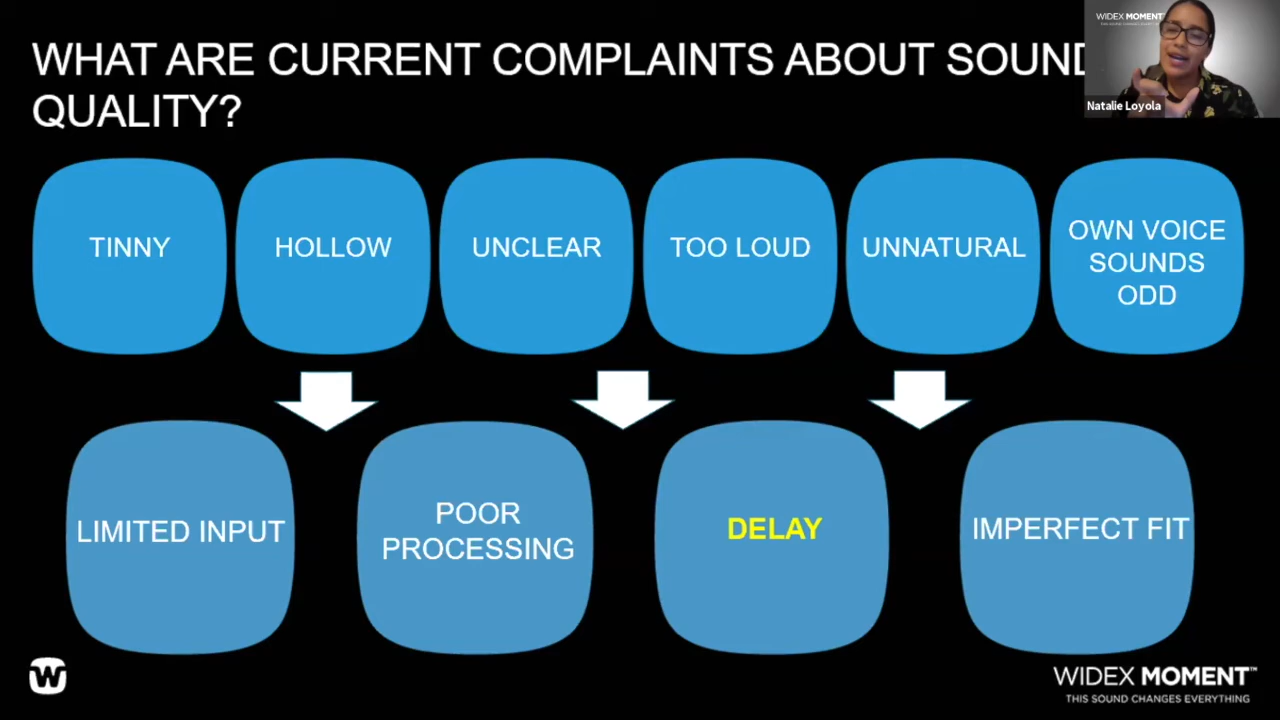 WHAT ARE CURRENT COMPLAINTS ABOUT SOUND
QUALITY?
WIDEX MOMENT
Natalie Loyola
TINNY
HOLLOW
UNCLEAR
TOO LOUD
UNNATURAL
OWN VOICE
SOUNDS
ODD
LIMITED INPUT
POOR
PROCESSING
DELAY
IMPERFECT FIT
W
WIDEX MOMENT™
THIS SOUND CHANGES EVERYTHING